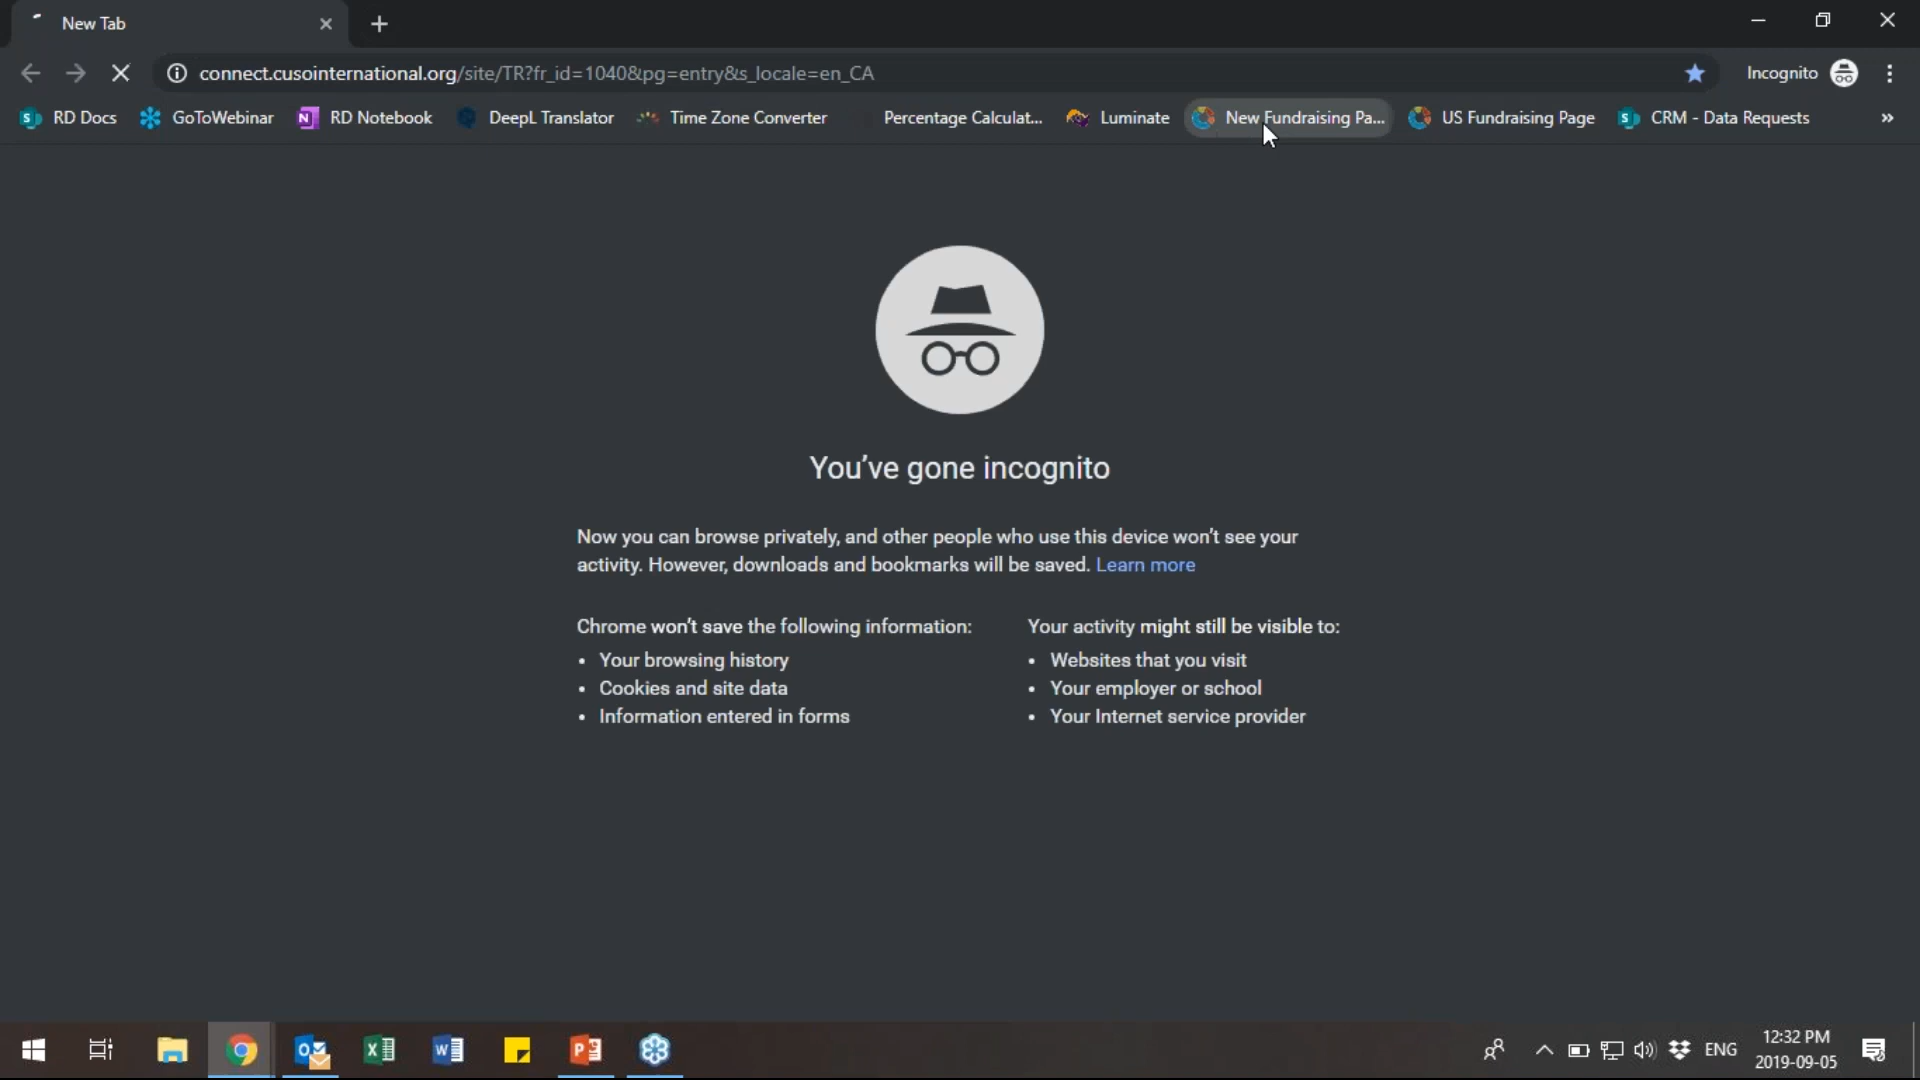 New Tab
connect.cusointernational.org/site/TR?fr_id=1040&pg=entry&s_locale=en_CA
Incognito
RD Docs
GoToWebinar
RD Notebook
DeepL Translator
Time Zone Converter
Percentage Calculat...
Luminate
New Fundraising Pa...
US Fundraising Page
CRM - Data Requests
You've gone incognito
Now you can browse privately, and other people who use this device won't see your
activity. However, downloads and bookmarks will be saved. Learn more
Chrome won't save the following information:
• Your browsing history
• Cookies and site data
• Information entered in forms
Your activity might still be visible to:
• Websites that you visit
• Your employer or school
• Your Internet service provider
ENG
12:32 PM
2019-09-05